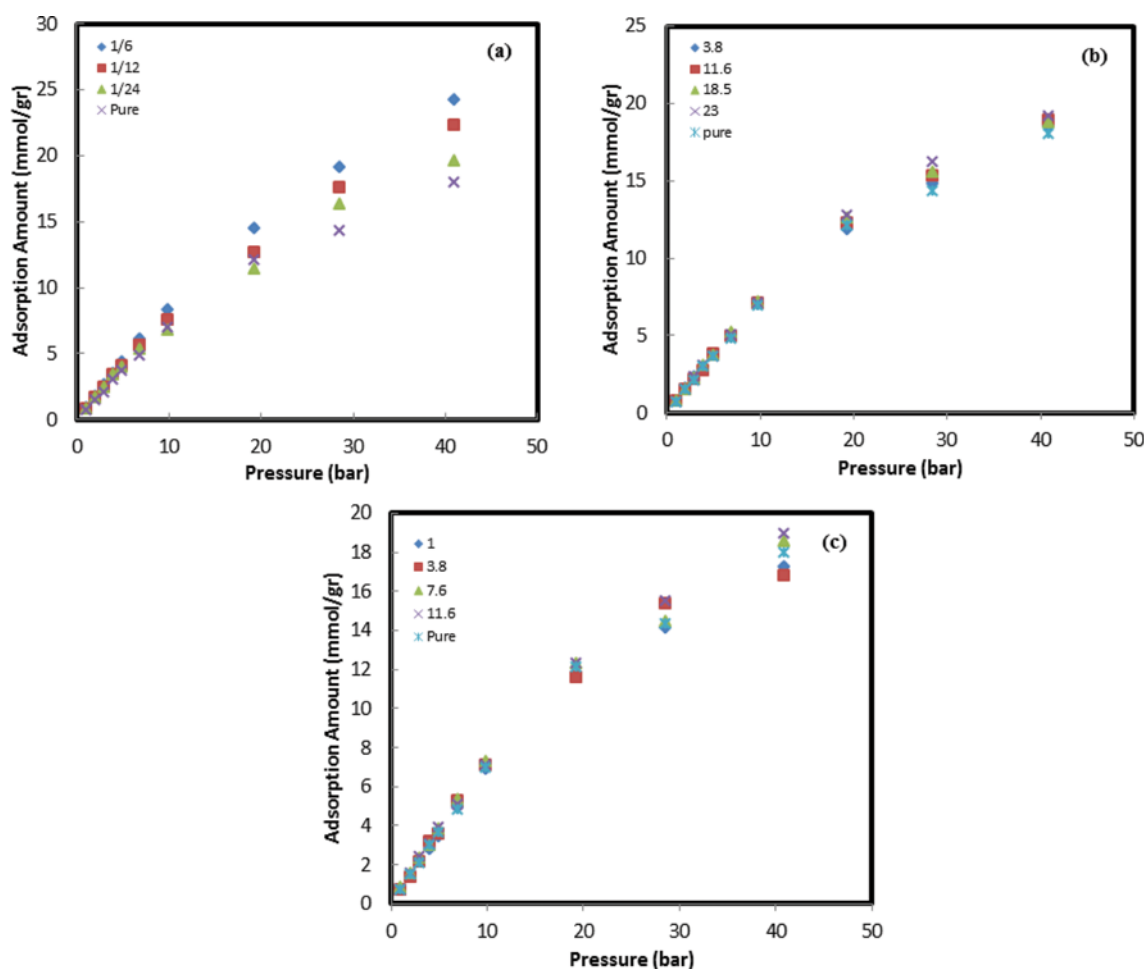 (a)
1/6
1/12
1/24
Pure
30
25
20
15
10
5
0
0 10 20 30 40 50
Adsorption Amount (mmol/gr)
Pressure (bar)
(b)
3.8
11.6
18.5
23
pure
25
20
15
10
5
0
0 10 20 30 40 50
Adsorption Amount (mmol/gr)
Pressure (bar)
(c)
1
3.8
7.6
11.6
Pure
20
18
16
14
12
10
8
6
4
2
0
0 10 20 30 40 50
Adsorption Amount (mmol/gr)
Pressure (bar)